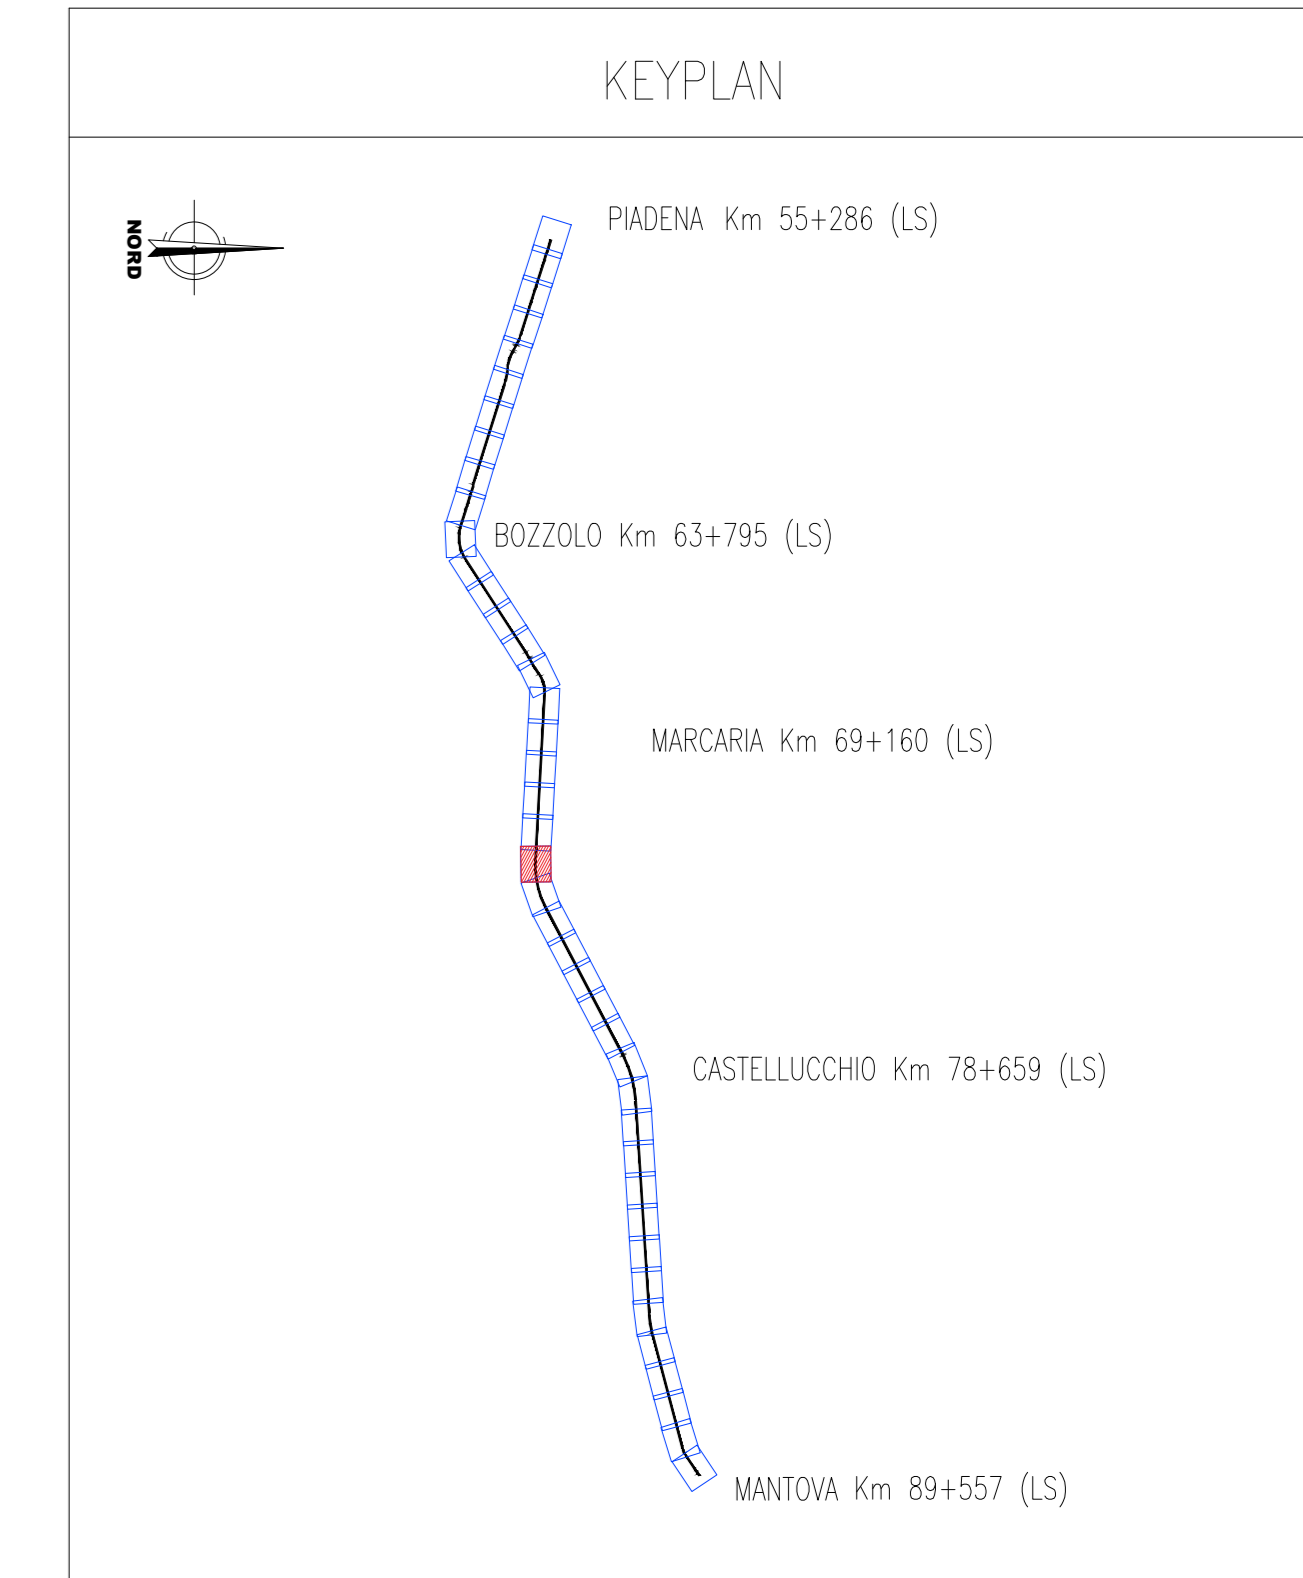 KEYPLAN
NORD
PIADENA Km 55+286 (LS)
BOZZOLO Km 63+795 (LS)
MARCARIA Km 69+160 (LS)
CASTELLUCCHIO Km 78+659 (LS)
MANTOVA Km 89+557 (LS)